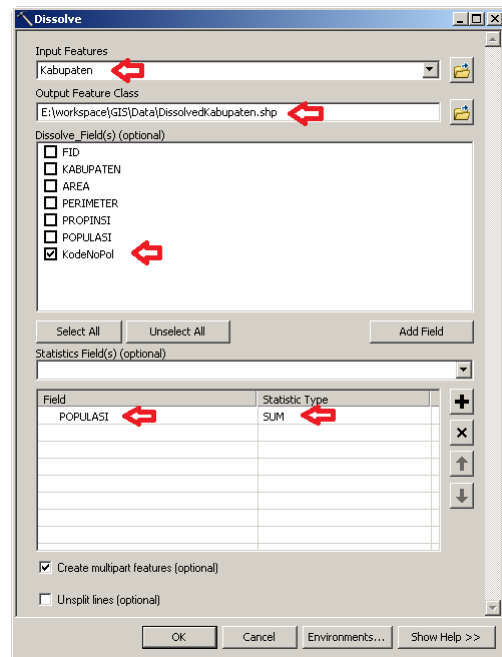 Dissolve
Input Features
Kabupaten
Output Feature Class
E:\workspace\GIS\Data\DissolvedKabupaten.shp
Dissolve_Field(s) (optional)
FID
KABUPATEN
AREA
PERIMETER
PROPINSI
POPULASI
KodeNoPol
Select All Unselect All Add Field
Statistics Field(s) (optional)
Field Statistic Type
POPULASI SUM
Create multipart features (optional)
Unsplit lines (optional)
OK Cancel Environments... Show Help >>